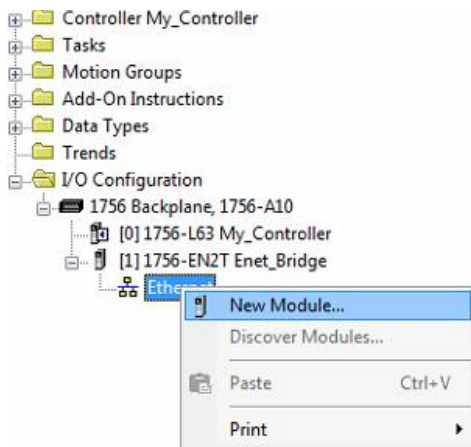 Controller My_Controller
Tasks
Motion Groups
Add-On Instructions
Data Types
Trends
I/O Configuration
1756 Backplane, 1756-A10
[0] 1756-L63 My_Controller
[1] 1756-EN2T Enet_Bridge
Ethernet
New Module...
Discover Modules...
Paste Ctrl+V
Print